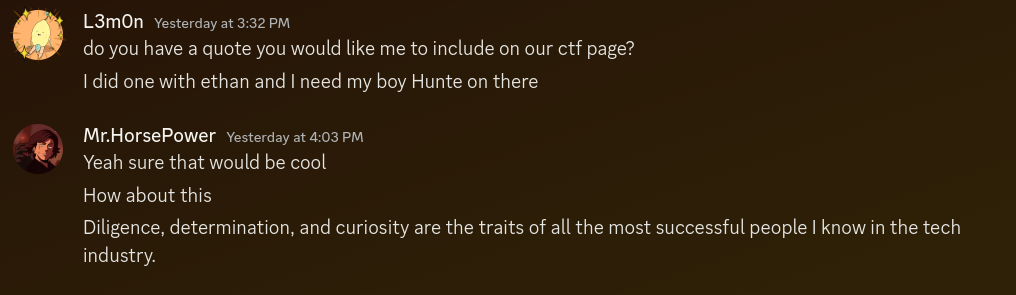 L3m0n Yesterday at 3:32 PM
do you have a quote you would like me to include on our ctf page?
I did one with ethan and I need my boy Hunte on there
Mr.HorsePower Yesterday at 4:03 PM
Yeah sure that would be cool
How about this
Diligence, determination, and curiosity are the traits of all the most successful people I know in the tech
industry.